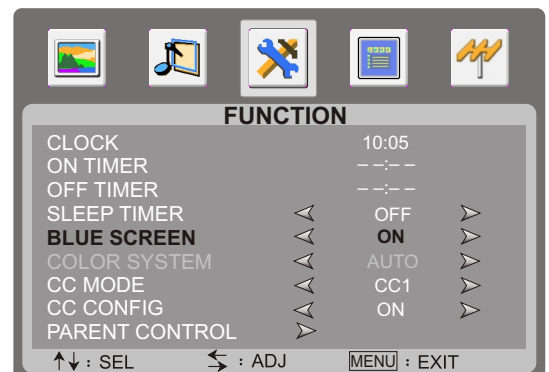 FUNCTION
CLOCK 10:05
ON TIMER – –:– –
OFF TIMER – –:– –
SLEEP TIMER OFF
BLUE SCREEN ON
COLOR SYSTEM AUTO
CC MODE CC1
CC CONFIG ON
PARENT CONTROL
↑↓ : SEL ⇆ : ADJ MENU : EXIT